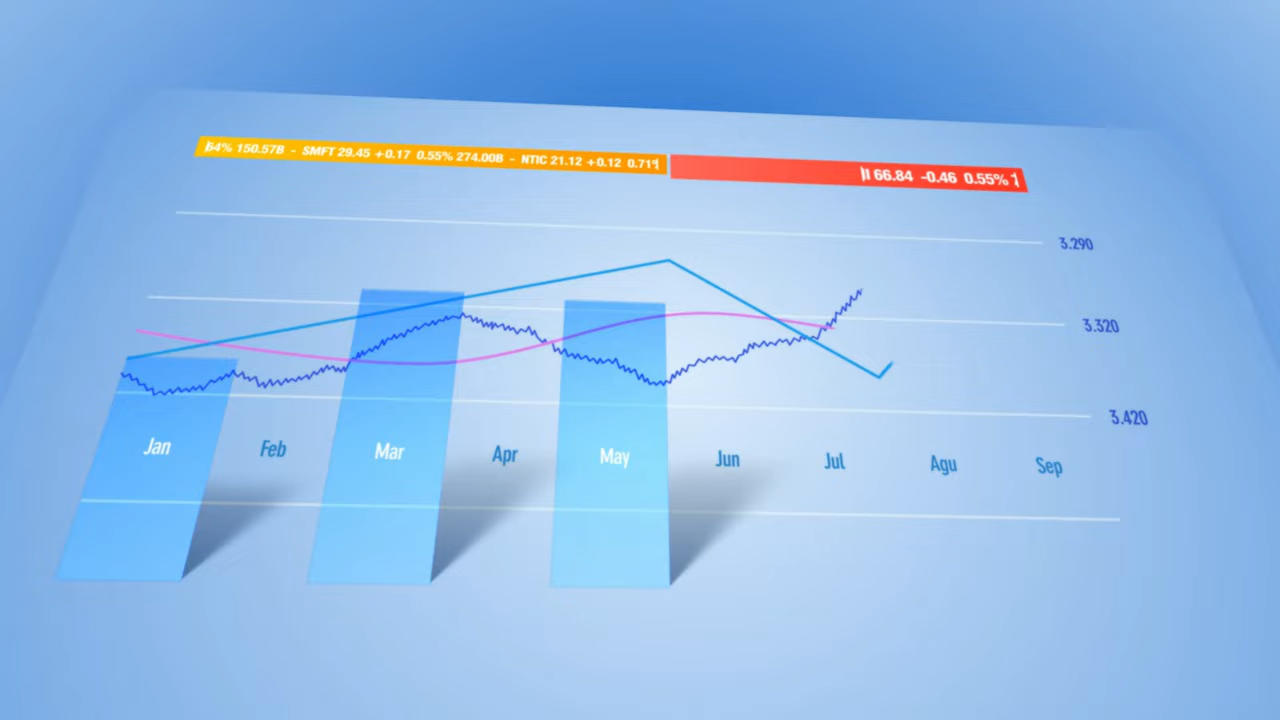 64% 150.57B - SMFT 29.45 +0.17 0.55% 274.00B - NTIC 21.12 +0.12 0.71
66.84 -0.46 0.55%
3.290
3.320
3.420
Jan Feb Mar Apr May Jun Jul Agu Sep